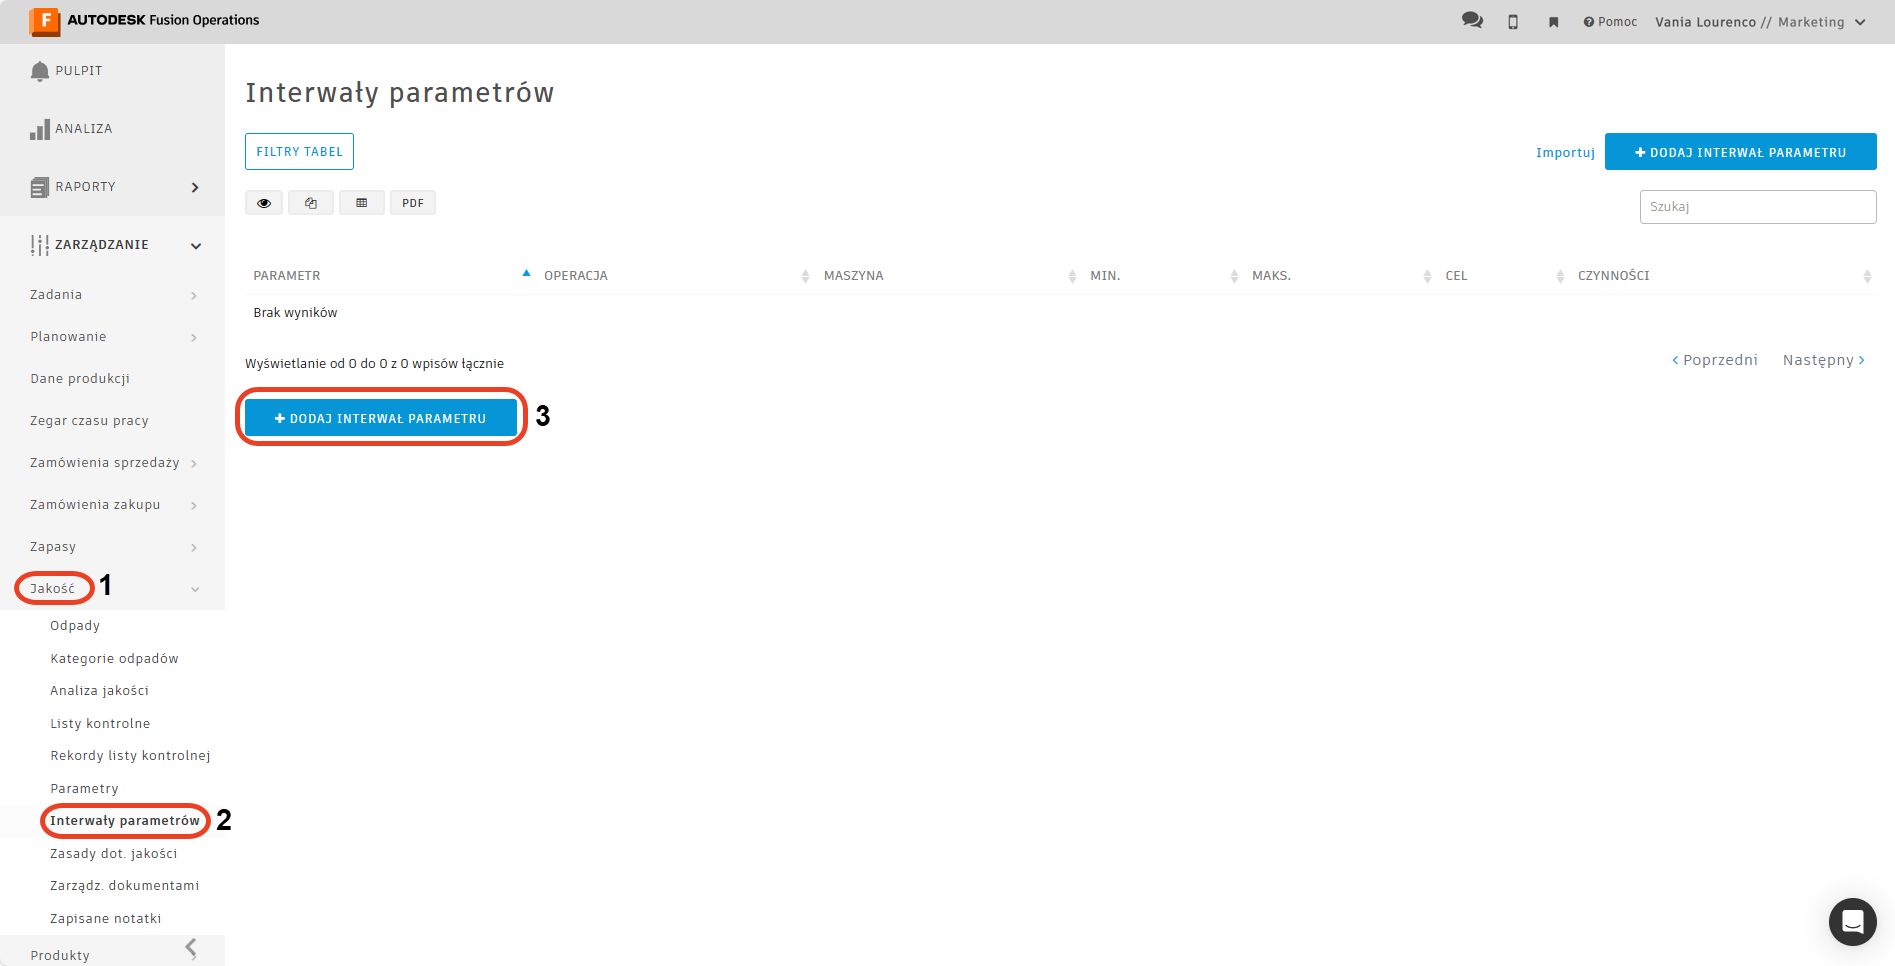 F AUTODESK Fusion Operations
Pomoc
Vania Lourenco // Marketing
PULPIT
ANALIZA
RAPORTY
ZARZĄDZANIE
Zadania
Planowanie
Dane produkcji
Zegar czasu pracy
Zamówienia sprzedaży
Zamówienia zakupu
Zapasy
Jakość 1
Odpady
Kategorie odpadów
Analiza jakości
Listy kontrolne
Rekordy listy kontrolnej
Parametry
Interwały parametrów 2
Zasady dot. jakości
Zarządz. dokumentami
Zapisane notatki
Produkty
Interwały parametrów
FILTRY TABEL
Importuj
+ DODAJ INTERWAŁ PARAMETRU
PDF
Szukaj
PARAMETR OPERACJA MASZYNA MIN. MAKS. CEL CZYNNOŚCI
Brak wyników
Wyświetlanie od 0 do 0 z 0 wpisów łącznie
< Poprzedni Następny >
+ DODAJ INTERWAŁ PARAMETRU 3